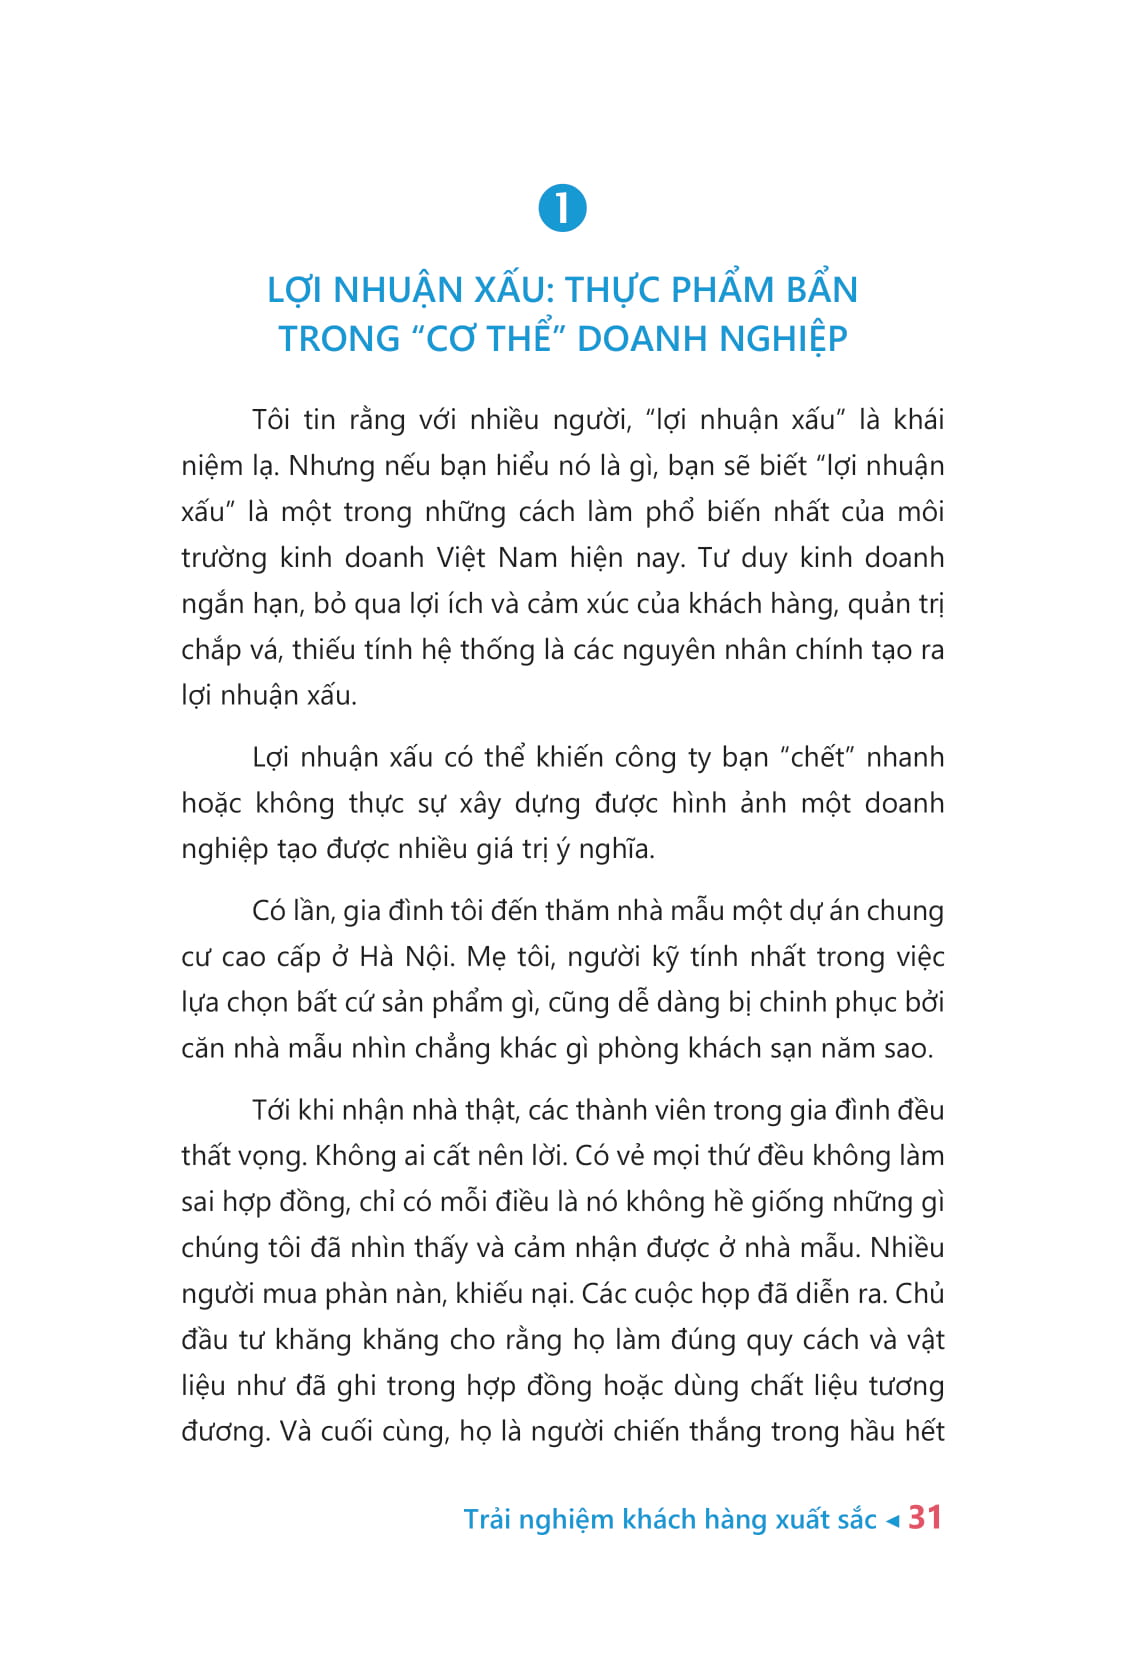 1
LỢI NHUẬN XẤU: THỰC PHẨM BẨN
TRONG “CƠ THỂ” DOANH NGHIỆP
Tôi tin rằng với nhiều người, “lợi nhuận xấu” là khái
niệm lạ. Nhưng nếu bạn hiểu nó là gì, bạn sẽ biết “lợi nhuận
xấu” là một trong những cách làm phổ biến nhất của môi
trường kinh doanh Việt Nam hiện nay. Tư duy kinh doanh
ngắn hạn, bỏ qua lợi ích và cảm xúc của khách hàng, quản trị
chắp vá, thiếu tính hệ thống là các nguyên nhân chính tạo ra
lợi nhuận xấu.
Lợi nhuận xấu có thể khiến công ty bạn “chết” nhanh
hoặc không thực sự xây dựng được hình ảnh một doanh
nghiệp tạo được nhiều giá trị ý nghĩa.
Có lần, gia đình tôi đến thăm nhà mẫu một dự án chung
cư cao cấp ở Hà Nội. Mẹ tôi, người kỹ tính nhất trong việc
lựa chọn bất cứ sản phẩm gì, cũng dễ dàng bị chinh phục bởi
căn nhà mẫu nhìn chẳng khác gì phòng khách sạn năm sao.
Tới khi nhận nhà thật, các thành viên trong gia đình đều
thất vọng. Không ai cất nên lời. Có vẻ mọi thứ đều không làm
sai hợp đồng, chỉ có mỗi điều là nó không hề giống những gì
chúng tôi đã nhìn thấy và cảm nhận được ở nhà mẫu. Nhiều
người mua phàn nàn, khiếu nại. Các cuộc họp đã diễn ra. Chủ
đầu tư khăng khăng cho rằng họ làm đúng quy cách và vật
liệu như đã ghi trong hợp đồng hoặc dùng chất liệu tương
đương. Và cuối cùng, họ là người chiến thắng trong hầu hết
Trải nghiệm khách hàng xuất sắc ◂ 31